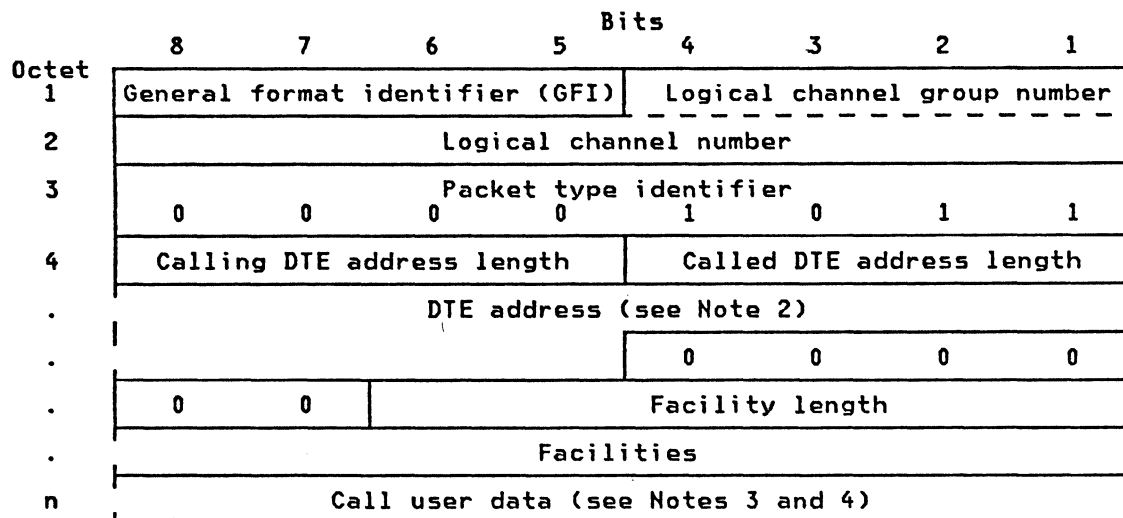 Bits
8 7 6 5 4 3 2 1
Octet
1 General format identifier (GFI) Logical channel group number
2 Logical channel number
3 Packet type identifier
0 0 0 0 1 0 1 1
4 Calling DTE address length Called DTE address length
. DTE address (see Note 2)
. 0 0 0 0
. 0 0 Facility length
. Facilities
n Call user data (see Notes 3 and 4)